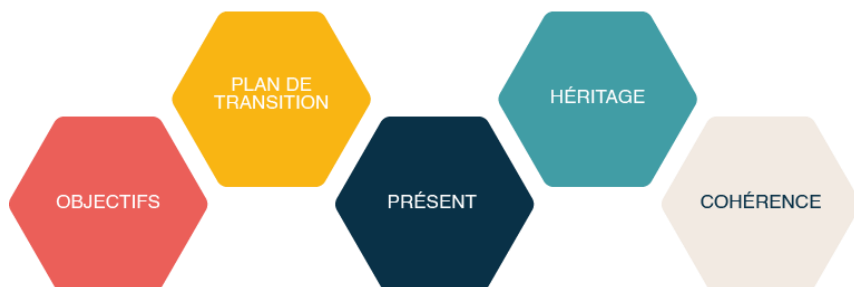 OBJECTIFS
PLAN DE
TRANSITION
PRÉSENT
HÉRITAGE
COHÉRENCE